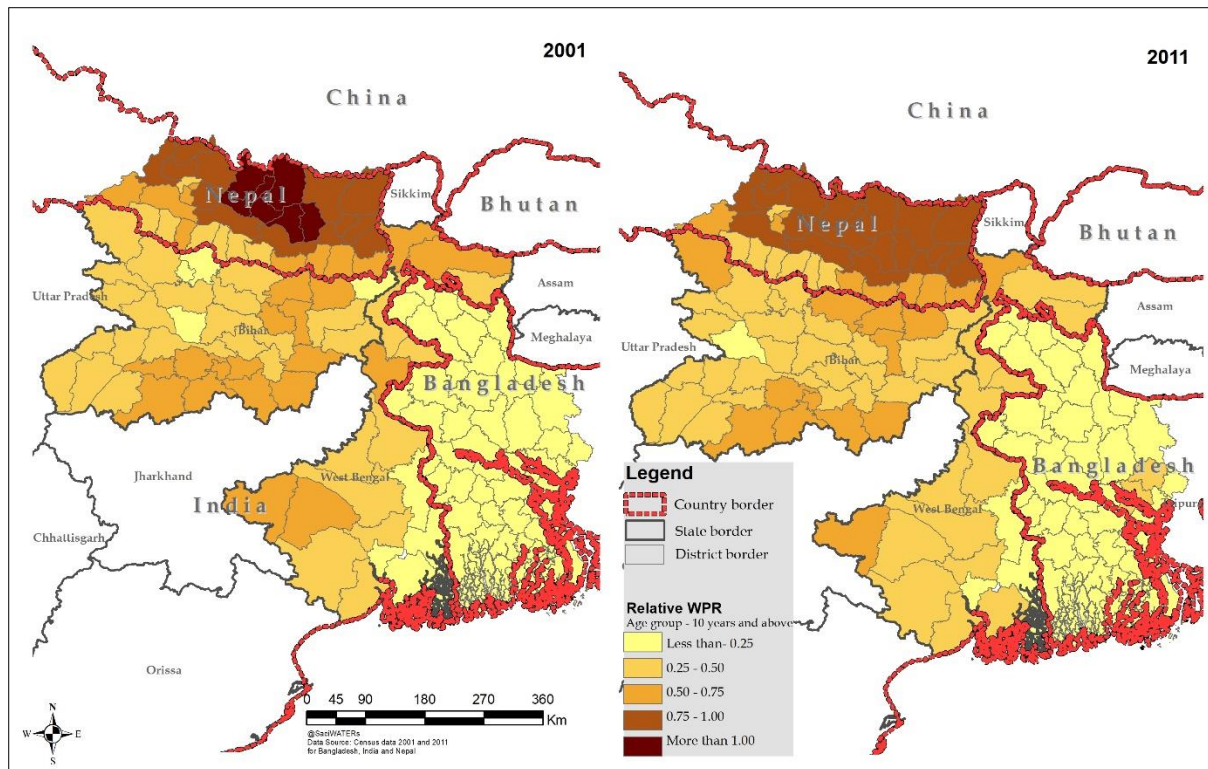 2001
China
Nepal
Sikkim
Bhutan
Uttar Pradesh
Assam
Bihar
Meghalaya
Bangladesh
Jharkhand
West Bengal
India
Chhattisgarh
Orissa
N
W E
S
0 45 90 180 270 360
Km
@SaciWATERs
Data Source: Census data 2001 and 2011
for Bangladesh, India and Nepal
2011
China
Nepal
Sikkim
Bhutan
Assam
Uttar Pradesh
Bihar
Meghalaya
Bangladesh
West Bengal
Legend
Country border
State border
District border
Relative WPR
Age group - 10 years and above
Less than- 0.25
0.25 - 0.50
0.50 - 0.75
0.75 - 1.00
More than 1.00